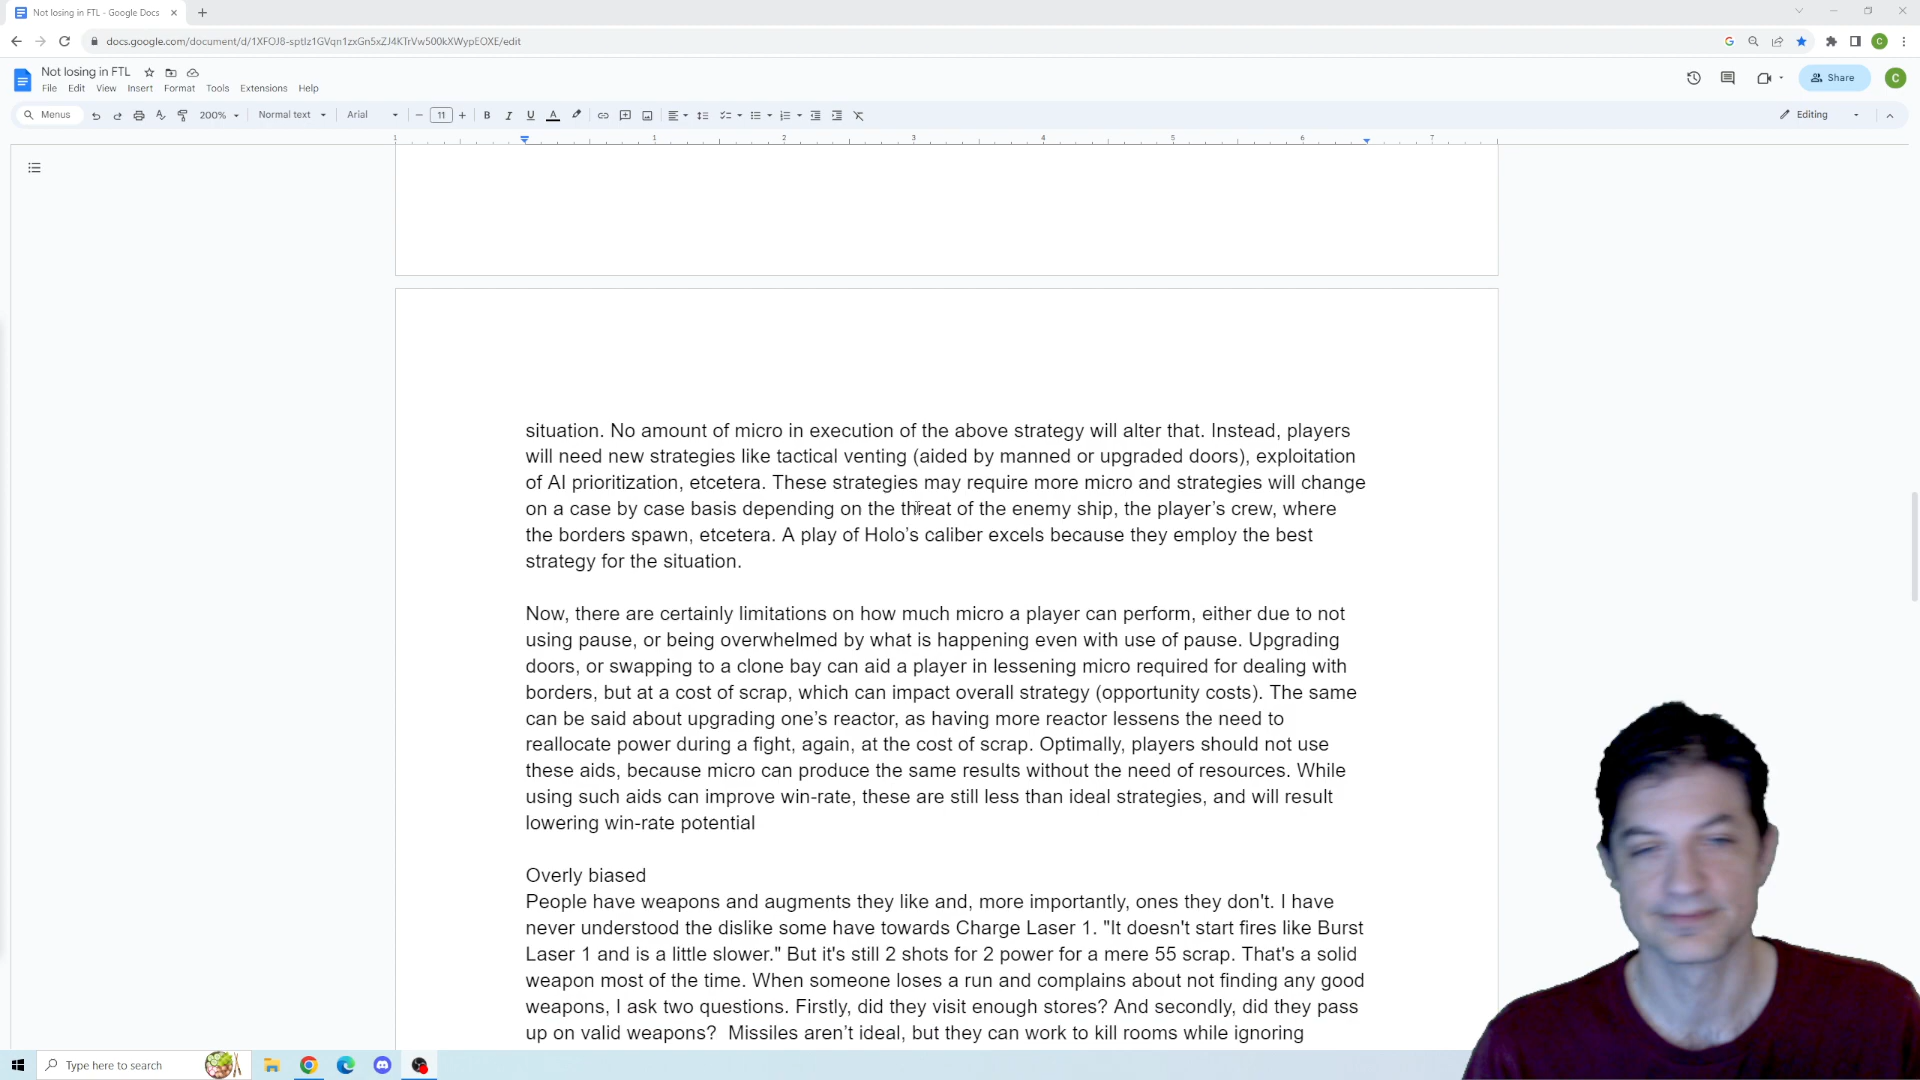 Not losing in FTL - Google Docs
docs.google.com/document/d/1XFOJ8-sptlz1GVqn1zxGn5xZJ4KTrVw500kXWypEOXE/edit
Not losing in FTL
File Edit View Insert Format Tools Extensions Help
Share
Menus 200% Normal text Arial 11 Editing
1 1 2 3 4 5 6 7
situation. No amount of micro in execution of the above strategy will alter that. Instead, players
will need new strategies like tactical venting (aided by manned or upgraded doors), exploitation
of AI prioritization, etcetera. These strategies may require more micro and strategies will change
on a case by case basis depending on the threat of the enemy ship, the player's crew, where
the borders spawn, etcetera. A play of Holo's caliber excels because they employ the best
strategy for the situation.
Now, there are certainly limitations on how much micro a player can perform, either due to not
using pause, or being overwhelmed by what is happening even with use of pause. Upgrading
doors, or swapping to a clone bay can aid a player in lessening micro required for dealing with
borders, but at a cost of scrap, which can impact overall strategy (opportunity costs). The same
can be said about upgrading one's reactor, as having more reactor lessens the need to
reallocate power during a fight, again, at the cost of scrap. Optimally, players should not use
these aids, because micro can produce the same results without the need of resources. While
using such aids can improve win-rate, these are still less than ideal strategies, and will result
lowering win-rate potential
Overly biased
People have weapons and augments they like and, more importantly, ones they don't. I have
never understood the dislike some have towards Charge Laser 1. "It doesn't start fires like Burst
Laser 1 and is a little slower." But it's still 2 shots for 2 power for a mere 55 scrap. That's a solid
weapon most of the time. When someone loses a run and complains about not finding any good
weapons, I ask two questions. Firstly, did they visit enough stores? And secondly, did they pass
up on valid weapons?  Missiles aren't ideal, but they can work to kill rooms while ignoring
Type here to search